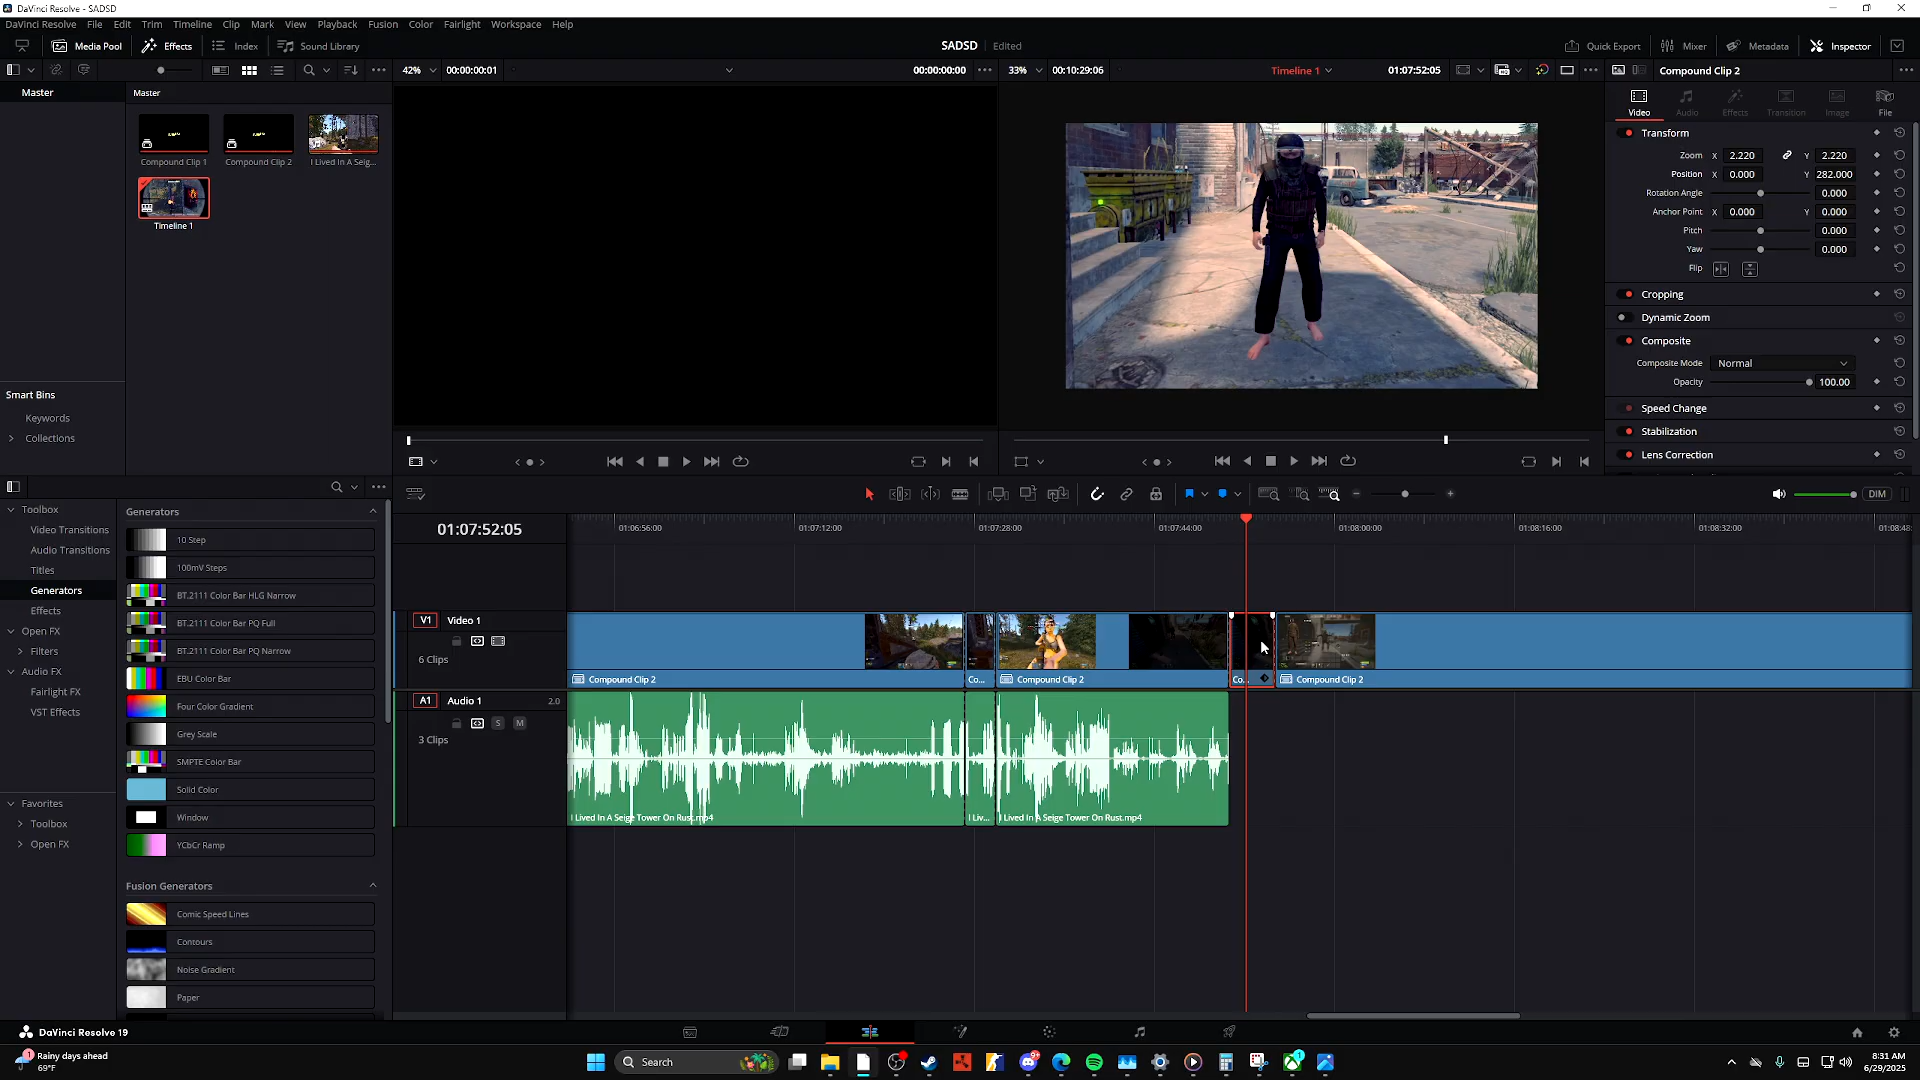 DaVinci Resolve - SADSD
DaVinci Resolve File Edit Trim Timeline Clip Mark View Playback Fusion Color Fairlight Workspace Help
Media Pool Effects Index Sound Library SADSD Edited Quick Export Mixer Metadata Inspector
42% 00:00:00:01 00:00:00:00 33% 00:10:29:06 Timeline 1 01:07:52:05 Compound Clip 2
Master Master
Video Audio Effects Transition Image File
Compound Clip 1 Compound Clip 2 I Lived In A Seig...
Timeline 1
Transform
Zoom X 2.220 Y 2.220
Position X 0.000 Y 282.000
Rotation Angle 0.000
Anchor Point X 0.000 Y 0.000
Pitch 0.000
Yaw 0.000
Flip
Cropping
Dynamic Zoom
Composite
Composite Mode Normal
Opacity 100.00
Speed Change
Stabilization
Lens Correction
Smart Bins
Keywords
Collections
Toolbox
Video Transitions
Audio Transitions
Titles
Generators
Effects
Open FX
Filters
Audio FX
Fairlight FX
VST Effects
Favorites
Toolbox
Open FX
Generators
10 Step
100mV Steps
BT.2111 Color Bar HLG Narrow
BT.2111 Color Bar PQ Full
BT.2111 Color Bar PQ Narrow
EBU Color Bar
Four Color Gradient
Grey Scale
SMPTE Color Bar
Solid Color
Window
YCbCr Ramp
Fusion Generators
Comic Speed Lines
Contours
Noise Gradient
Paper
DIM
01:07:52:05
01:06:56:00 01:07:12:00 01:07:28:00 01:07:44:00 01:08:00:00 01:08:16:00 01:08:32:00 01:08:48:
V1 Video 1
6 Clips
Compound Clip 2 Co... Compound Clip 2 Co... Compound Clip 2
A1 Audio 1 2.0
S M
3 Clips
I Lived In A Seige Tower On Rust.mp4 I Liv... I Lived In A Seige Tower On Rust.mp4
DaVinci Resolve 19
1
Rainy days ahead
69°F
Search
8:31 AM
6/29/2025